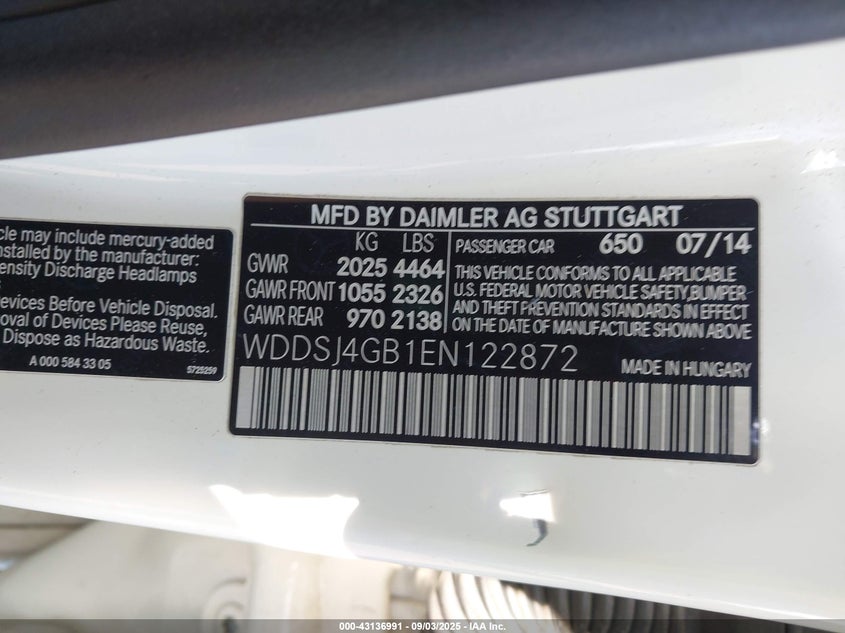 cle may include mercury-added
installed by the manufacturer:
ensity Discharge Headlamps
Devices Before Vehicle Disposal.
oval of Devices Please Reuse,
Disposed as Hazardous Waste.
A 000 584 33 05
5725259
MFD BY DAIMLER AG STUTTGART
KG LBS
GVWR 2025 4464
GAWR FRONT 1055 2326
GAWR REAR 970 2138
PASSENGER CAR 650 07/14
THIS VEHICLE CONFORMS TO ALL APPLICABLE
U.S. FEDERAL MOTOR VEHICLE SAFETY,BUMPER
AND THEFT PREVENTION STANDARDS IN EFFECT
ON THE DATE OF MANUFACTURE SHOWN ABOVE
WDDSJ4GB1EN122872
MADE IN HUNGARY
000-43136991 - 09/03/2025 - IAA Inc.